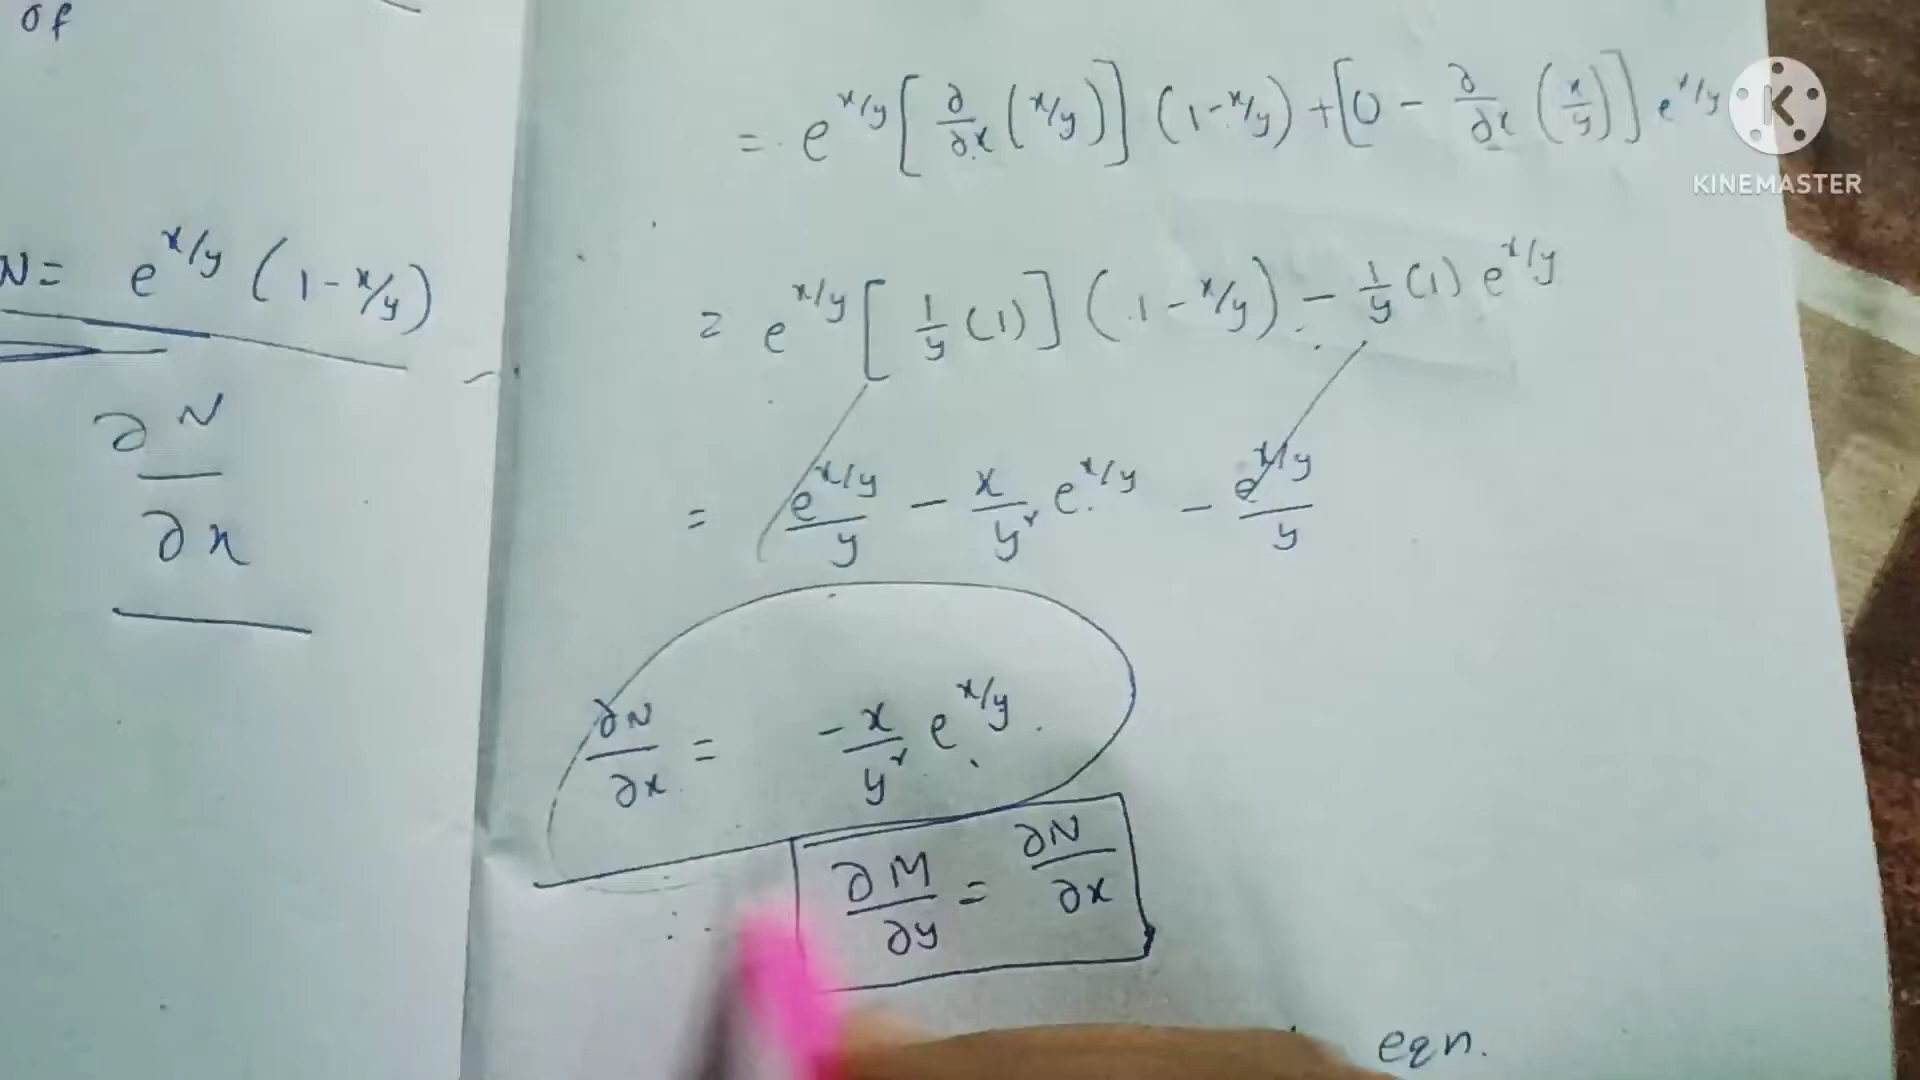 of
N = e^{x/y} (1 - x/y)
∂N
∂x
= e^{x/y} [∂/∂x (x/y)] (1 - x/y) + [0 - ∂/∂x (x/y)] e^{x/y}
= e^{x/y} [1/y (1)] (1 - x/y) - 1/y (1) e^{x/y}
= e^{x/y}/y - x/y² e^{x/y} - e^{x/y}/y
∂N/∂x = -x/y² e^{x/y}.
∂M/∂y = ∂N/∂x
eqn.
KINEMASTER